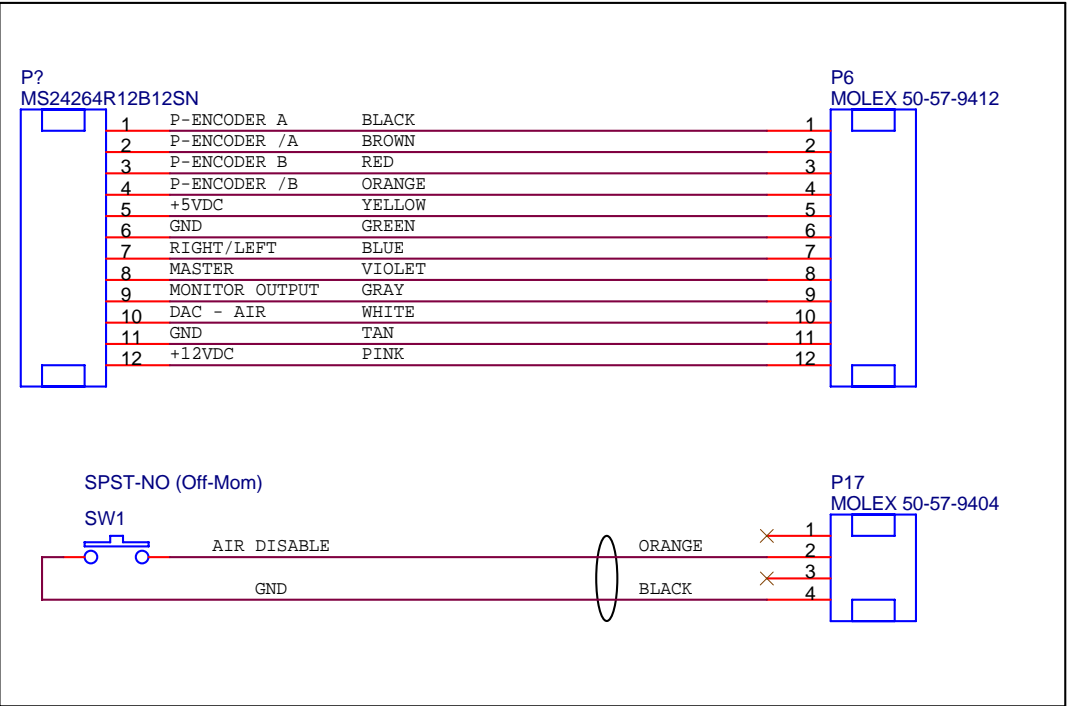 P?
MS24264R12B12SN
P6
MOLEX 50-57-9412
1 P-ENCODER A BLACK 1
2 P-ENCODER /A BROWN 2
3 P-ENCODER B RED 3
4 P-ENCODER /B ORANGE 4
5 +5VDC YELLOW 5
6 GND GREEN 6
7 RIGHT/LEFT BLUE 7
8 MASTER VIOLET 8
9 MONITOR OUTPUT GRAY 9
10 DAC - AIR WHITE 10
11 GND TAN 11
12 +12VDC PINK 12
SPST-NO (Off-Mom)
SW1
P17
MOLEX 50-57-9404
1
AIR DISABLE ORANGE 2
3
GND BLACK 4